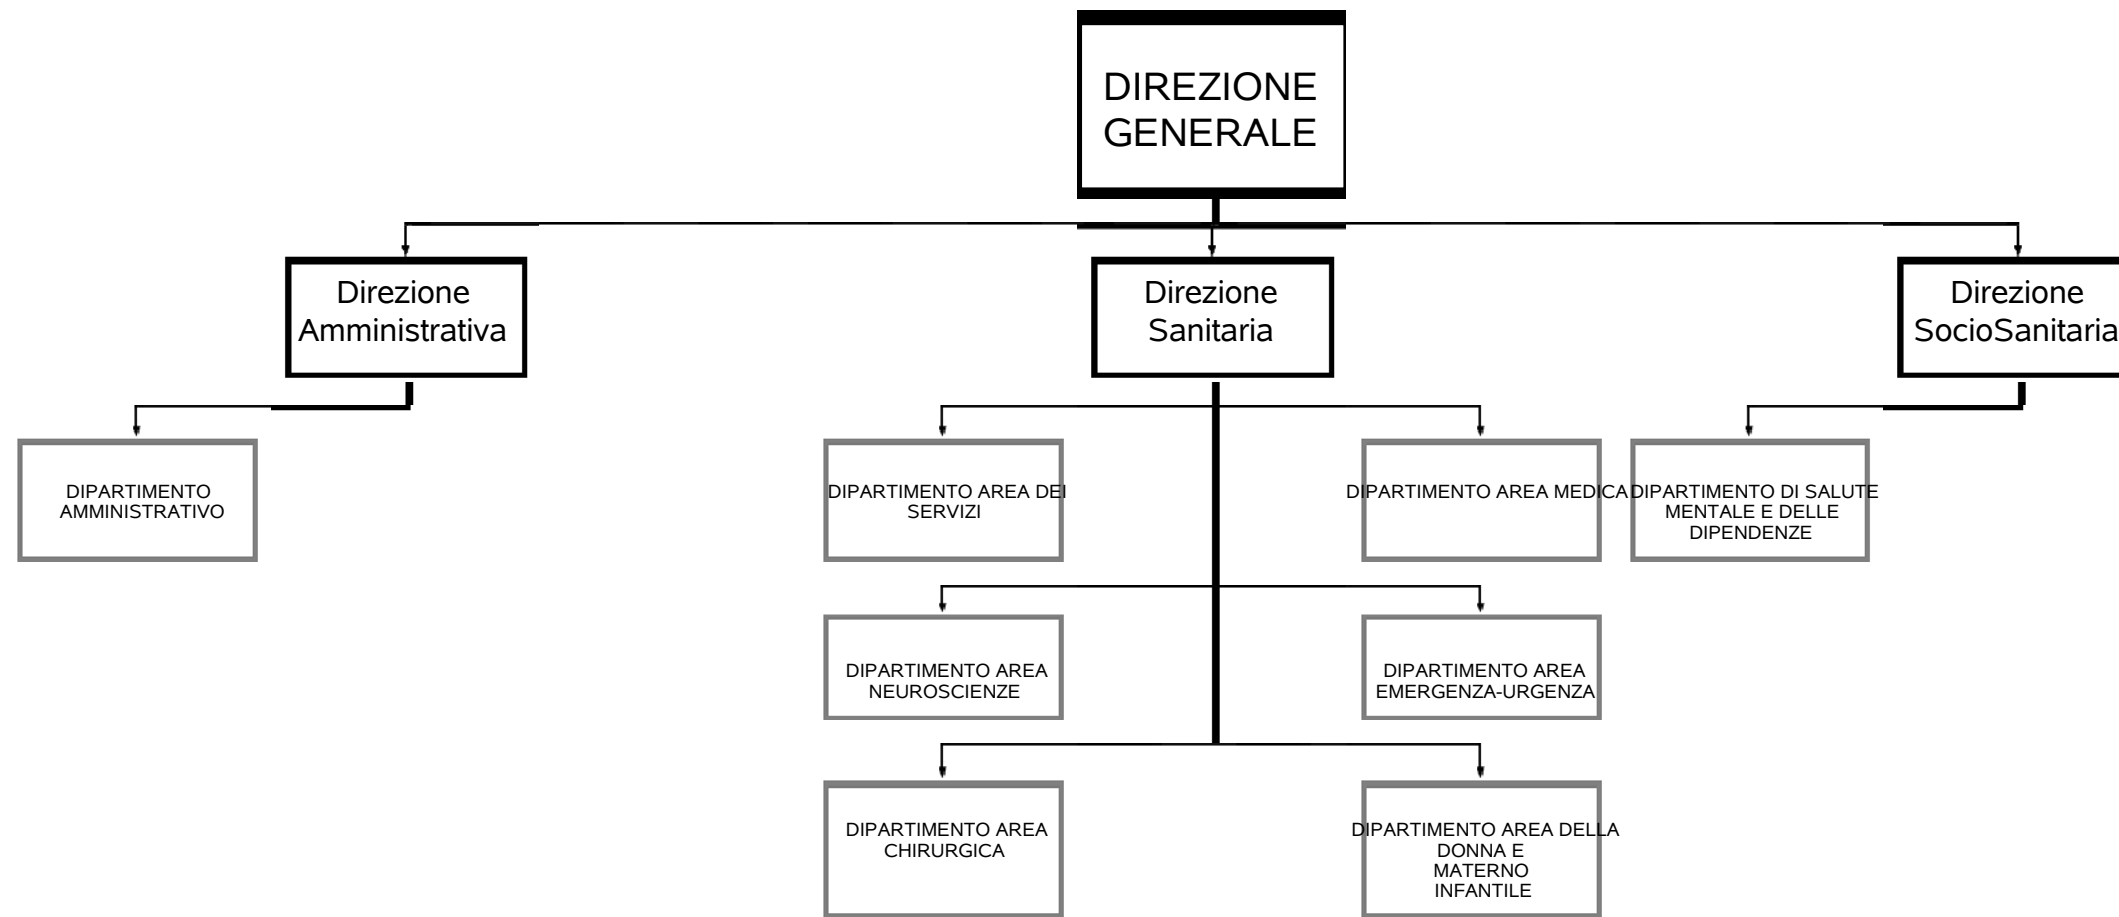 DIREZIONE
GENERALE
Direzione
Amministrativa
Direzione
Sanitaria
Direzione
SocioSanitaria
DIPARTIMENTO
AMMINISTRATIVO
DIPARTIMENTO AREA DEI
SERVIZI
DIPARTIMENTO AREA MEDICA
DIPARTIMENTO DI SALUTE
MENTALE E DELLE
DIPENDENZE
DIPARTIMENTO AREA
NEUROSCIENZE
DIPARTIMENTO AREA
EMERGENZA-URGENZA
DIPARTIMENTO AREA
CHIRURGICA
DIPARTIMENTO AREA DELLA
DONNA E
MATERNO
INFANTILE